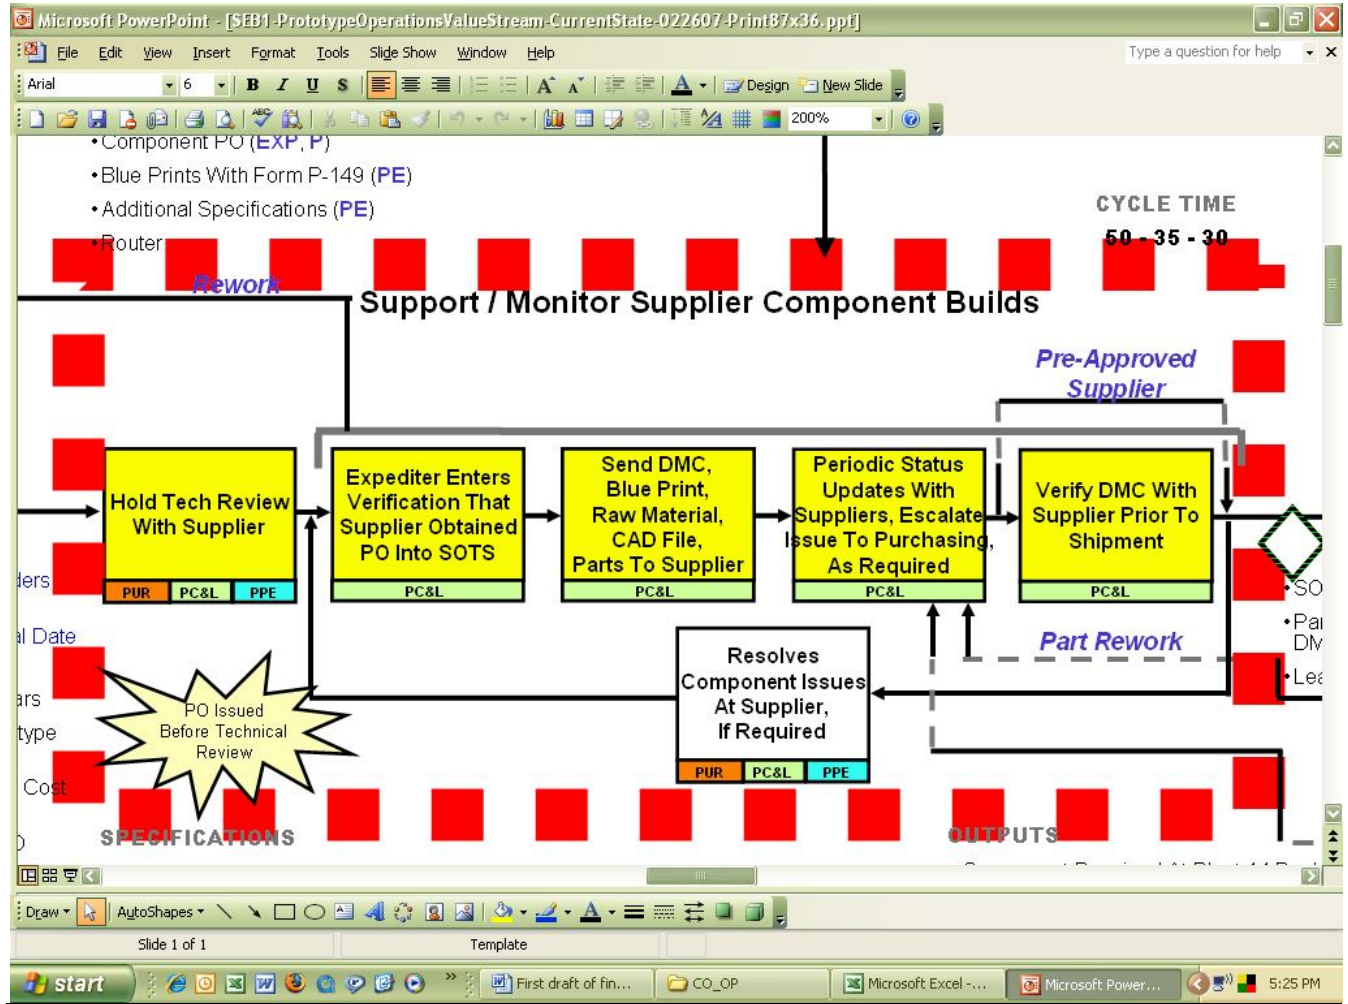 Microsoft PowerPoint - [SEB1-PrototypeOperationsValueStream-CurrentState-022607-Print87x36.ppt]
File Edit View Insert Format Tools Slide Show Window Help
Type a question for help
Arial 6 B I U S Design New Slide
200%
•Component PO (EXP, P)
•Blue Prints With Form P-149 (PE)
•Additional Specifications (PE)
•Router
CYCLE TIME
50 - 35 - 30
Rework
Support / Monitor Supplier Component Builds
Pre-Approved
Supplier
Hold Tech Review
With Supplier
PUR PC&L PPE
Expediter Enters
Verification That
Supplier Obtained
PO Into SOTS
PC&L
Send DMC,
Blue Print,
Raw Material,
CAD File,
Parts To Supplier
PC&L
Periodic Status
Updates With
Suppliers, Escalate
Issue To Purchasing,
As Required
PC&L
Verify DMC With
Supplier Prior To
Shipment
PC&L
ders
al Date
ars
type
Cost
PO Issued
Before Technical
Review
Resolves
Component Issues
At Supplier,
If Required
PUR PC&L PPE
Part Rework
•SO
•Par
DM
•Lea
SPECIFICATIONS
OUTPUTS
Draw AutoShapes
Slide 1 of 1
Template
start
First draft of fin...
CO_OP
Microsoft Excel -...
Microsoft Power...
5:25 PM